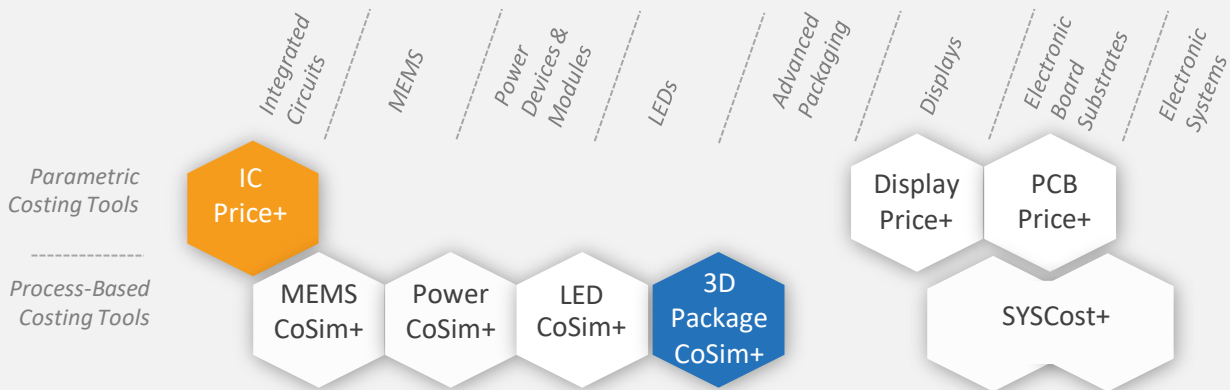 Integrated
Circuits
MEMS
Power
Devices &
Modules
LEDs
Advanced
Packaging
Displays
Electronic
Board
Substrates
Electronic
Systems
Parametric
Costing Tools
IC
Price+
Display
Price+
PCB
Price+
Process-Based
Costing Tools
MEMS
CoSim+
Power
CoSim+
LED
CoSim+
3D
Package
CoSim+
SYSCost+